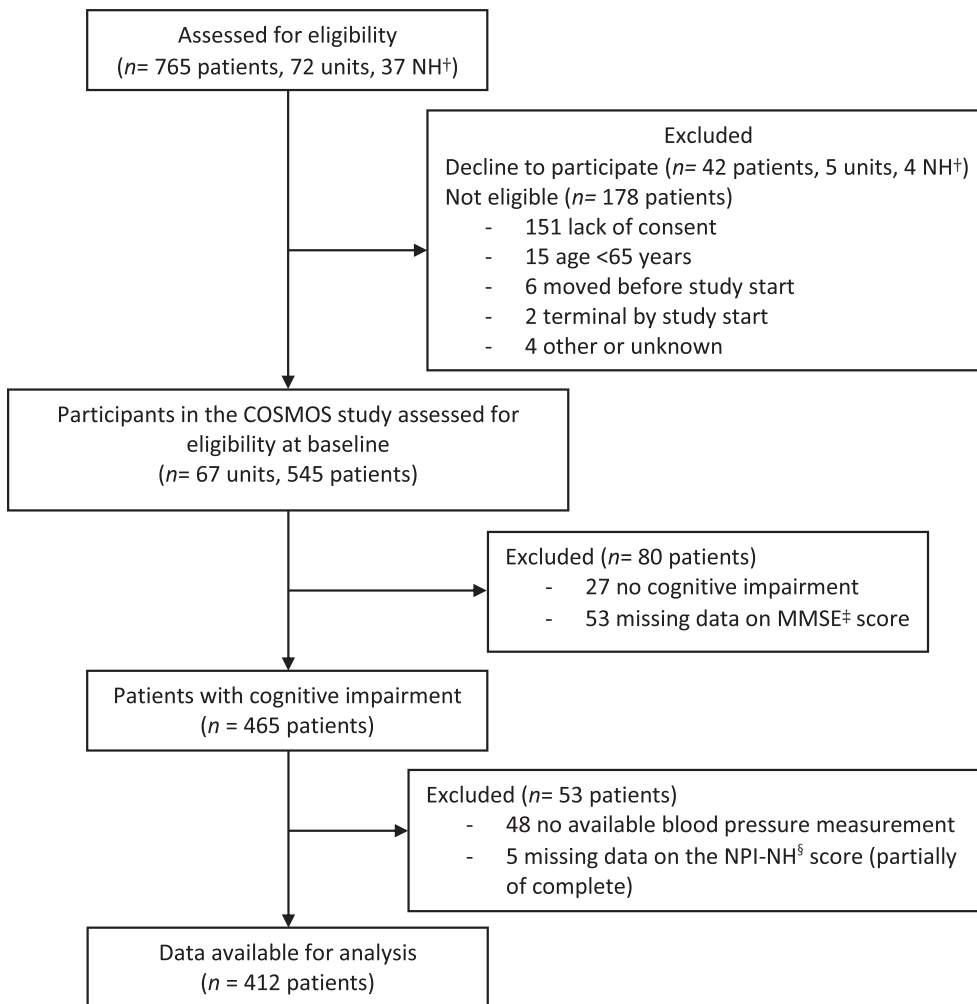 Assessed for eligibility
(n= 765 patients, 72 units, 37 NH†)
Excluded
Decline to participate (n= 42 patients, 5 units, 4 NH†)
Not eligible (n= 178 patients)
- 151 lack of consent
- 15 age <65 years
- 6 moved before study start
- 2 terminal by study start
- 4 other or unknown
Participants in the COSMOS study assessed for
eligibility at baseline
(n= 67 units, 545 patients)
Excluded (n= 80 patients)
- 27 no cognitive impairment
- 53 missing data on MMSE‡ score
Patients with cognitive impairment
(n = 465 patients)
Excluded (n= 53 patients)
- 48 no available blood pressure measurement
- 5 missing data on the NPI-NH§ score (partially
of complete)
Data available for analysis
(n = 412 patients)